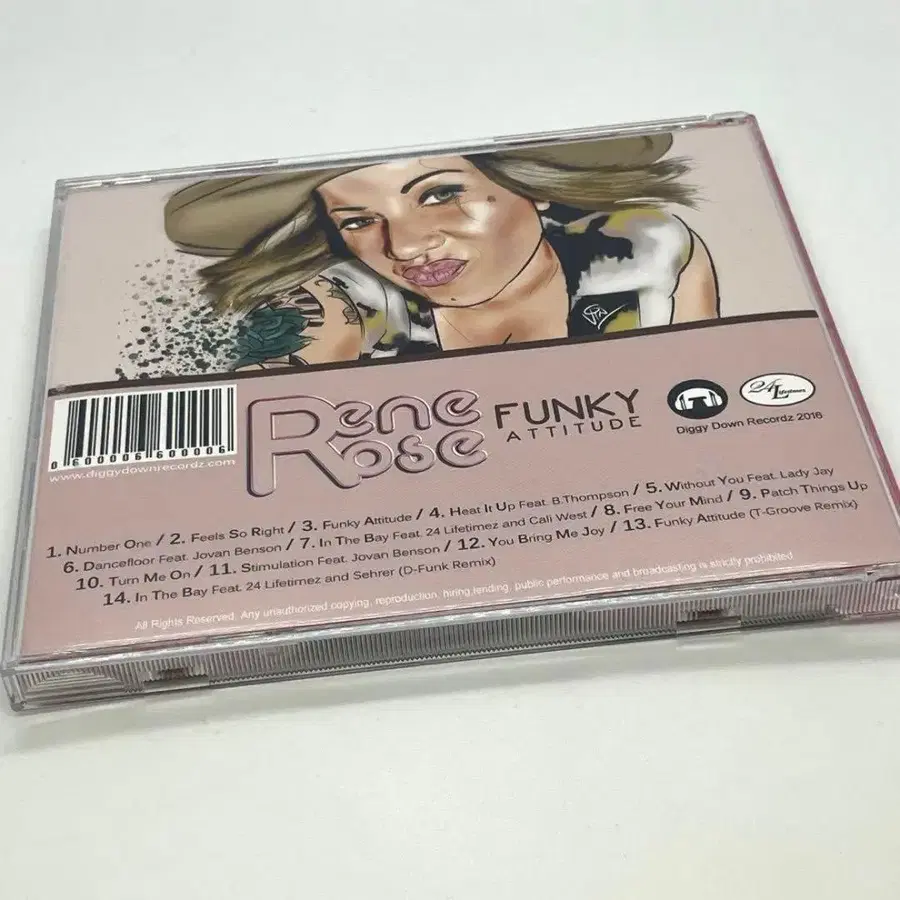 Rene
Rose
FUNKY
ATTITUDE
24 Lifetimez
Diggy Down Recordz 2016
0 600006 600006
www.diggydownrecordz.com
1. Number One / 2. Feels So Right / 3. Funky Attitude / 4. Heat It Up Feat. B.Thompson / 5. Without You Feat. Lady Jay
6. Dancefloor Feat. Jovan Benson / 7. In The Bay Feat. 24 Lifetimez and Cali West / 8. Free Your Mind / 9. Patch Things Up
10. Turn Me On / 11. Stimulation Feat. Jovan Benson / 12. You Bring Me Joy / 13. Funky Attitude (T-Groove Remix)
14. In The Bay Feat. 24 Lifetimez and Sehrer (D-Funk Remix)
All Rights Reserved. Any unauthorized copying, reproduction, hiring,lending, public performance and broadcasting is strictly prohibited